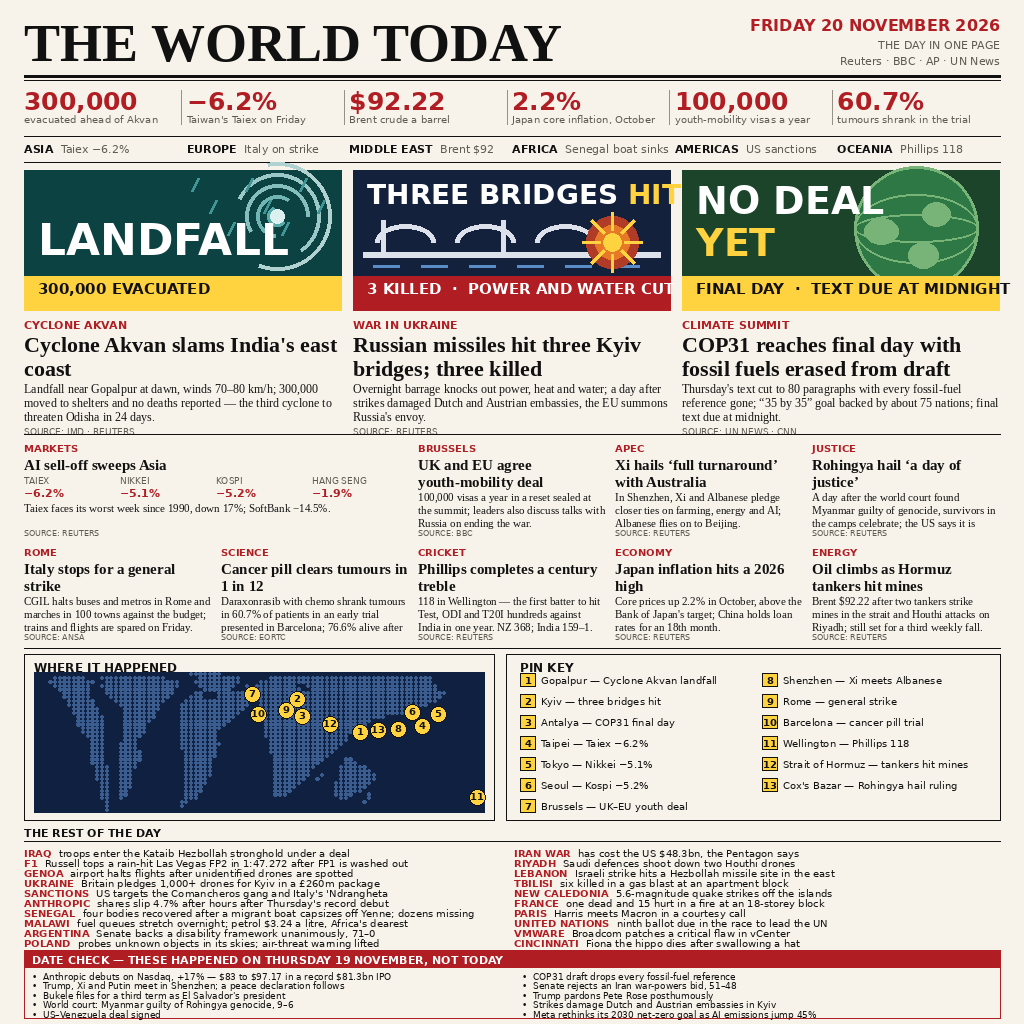 THE WORLD TODAY
FRIDAY 20 NOVEMBER 2026
THE DAY IN ONE PAGE
Reuters · BBC · AP · UN News
300,000
evacuated ahead of Akvan
−6.2%
Taiwan's Taiex on Friday
$92.22
Brent crude a barrel
2.2%
Japan core inflation, October
100,000
youth-mobility visas a year
60.7%
tumours shrank in the trial
ASIA Taiex −6.2%
EUROPE Italy on strike
MIDDLE EAST Brent $92
AFRICA Senegal boat sinks
AMERICAS US sanctions
OCEANIA Phillips 118
LANDFALL
300,000 EVACUATED
THREE BRIDGES HIT
3 KILLED · POWER AND WATER CUT
NO DEAL
YET
FINAL DAY · TEXT DUE AT MIDNIGHT
CYCLONE AKVAN
Cyclone Akvan slams India's east
coast
Landfall near Gopalpur at dawn, winds 70–80 km/h; 300,000
moved to shelters and no deaths reported — the third cyclone to
threaten Odisha in 24 days.
SOURCE: IMD · REUTERS
WAR IN UKRAINE
Russian missiles hit three Kyiv
bridges; three killed
Overnight barrage knocks out power, heat and water; a day after
strikes damaged Dutch and Austrian embassies, the EU summons
Russia's envoy.
SOURCE: REUTERS
CLIMATE SUMMIT
COP31 reaches final day with
fossil fuels erased from draft
Thursday's text cut to 80 paragraphs with every fossil-fuel
reference gone; “35 by 35” goal backed by about 75 nations; final
text due at midnight.
SOURCE: UN NEWS · CNN
MARKETS
AI sell-off sweeps Asia
TAIEX NIKKEI KOSPI HANG SENG
−6.2% −5.1% −5.2% −1.9%
Taiex faces its worst week since 1990, down 17%; SoftBank −14.5%.
SOURCE: REUTERS
BRUSSELS
UK and EU agree
youth-mobility deal
100,000 visas a year in a reset sealed at
the summit; leaders also discuss talks with
Russia on ending the war.
SOURCE: BBC
APEC
Xi hails ‘full turnaround’
with Australia
In Shenzhen, Xi and Albanese pledge
closer ties on farming, energy and AI;
Albanese flies on to Beijing.
SOURCE: REUTERS
JUSTICE
Rohingya hail ‘a day of
justice’
A day after the world court found
Myanmar guilty of genocide, survivors in
the camps celebrate; the US says it is
SOURCE: REUTERS
ROME
Italy stops for a general
strike
CGIL halts buses and metros in Rome and
marches in 100 towns against the budget;
trains and flights are spared on Friday.
SOURCE: ANSA
SCIENCE
Cancer pill clears tumours in
1 in 12
Daraxonrasib with chemo shrank tumours
in 60.7% of patients in an early trial
presented in Barcelona; 76.6% alive after
SOURCE: EORTC
CRICKET
Phillips completes a century
treble
118 in Wellington — the first batter to hit
Test, ODI and T20I hundreds against
India in one year. NZ 368; India 159–1.
SOURCE: REUTERS
ECONOMY
Japan inflation hits a 2026
high
Core prices up 2.2% in October, above the
Bank of Japan's target; China holds loan
rates for an 18th month.
SOURCE: REUTERS
ENERGY
Oil climbs as Hormuz
tankers hit mines
Brent $92.22 after two tankers strike
mines in the strait and Houthi attacks on
Riyadh; still set for a third weekly fall.
SOURCE: REUTERS
WHERE IT HAPPENED
7
2
10
9
3
12
1
13
8
6
4
5
11
PIN KEY
1 Gopalpur — Cyclone Akvan landfall
2 Kyiv — three bridges hit
3 Antalya — COP31 final day
4 Taipei — Taiex −6.2%
5 Tokyo — Nikkei −5.1%
6 Seoul — Kospi −5.2%
7 Brussels — UK–EU youth deal
8 Shenzhen — Xi meets Albanese
9 Rome — general strike
10 Barcelona — cancer pill trial
11 Wellington — Phillips 118
12 Strait of Hormuz — tankers hit mines
13 Cox's Bazar — Rohingya hail ruling
THE REST OF THE DAY
IRAQ troops enter the Kataib Hezbollah stronghold under a deal
F1 Russell tops a rain-hit Las Vegas FP2 in 1:47.272 after FP1 is washed out
GENOA airport halts flights after unidentified drones are spotted
UKRAINE Britain pledges 1,000+ drones for Kyiv in a £260m package
SANCTIONS US targets the Comancheros gang and Italy's 'Ndrangheta
ANTHROPIC shares slip 4.7% after hours after Thursday's record debut
SENEGAL four bodies recovered after a migrant boat capsizes off Yenne; dozens missing
MALAWI fuel queues stretch overnight; petrol $3.24 a litre, Africa's dearest
ARGENTINA Senate backs a disability framework unanimously, 71–0
POLAND probes unknown objects in its skies; air-threat warning lifted
IRAN WAR has cost the US $48.3bn, the Pentagon says
RIYADH Saudi defences shoot down two Houthi drones
LEBANON Israeli strike hits a Hezbollah missile site in the east
TBILISI six killed in a gas blast at an apartment block
NEW CALEDONIA 5.6-magnitude quake strikes off the islands
FRANCE one dead and 15 hurt in a fire at an 18-storey block
PARIS Harris meets Macron in a courtesy call
UNITED NATIONS ninth ballot due in the race to lead the UN
VMWARE Broadcom patches a critical flaw in vCenter
CINCINNATI Fiona the hippo dies after swallowing a hat
DATE CHECK — THESE HAPPENED ON THURSDAY 19 NOVEMBER, NOT TODAY
• Anthropic debuts on Nasdaq, +17% — $83 to $97.17 in a record $81.3bn IPO
• Trump, Xi and Putin meet in Shenzhen; a peace declaration follows
• Bukele files for a third term as El Salvador's president
• World court: Myanmar guilty of Rohingya genocide, 9–6
• US–Venezuela deal signed
• COP31 draft drops every fossil-fuel reference
• Senate rejects an Iran war-powers bid, 51–48
• Trump pardons Pete Rose posthumously
• Strikes damage Dutch and Austrian embassies in Kyiv
• Meta rethinks its 2030 net-zero goal as AI emissions jump 45%